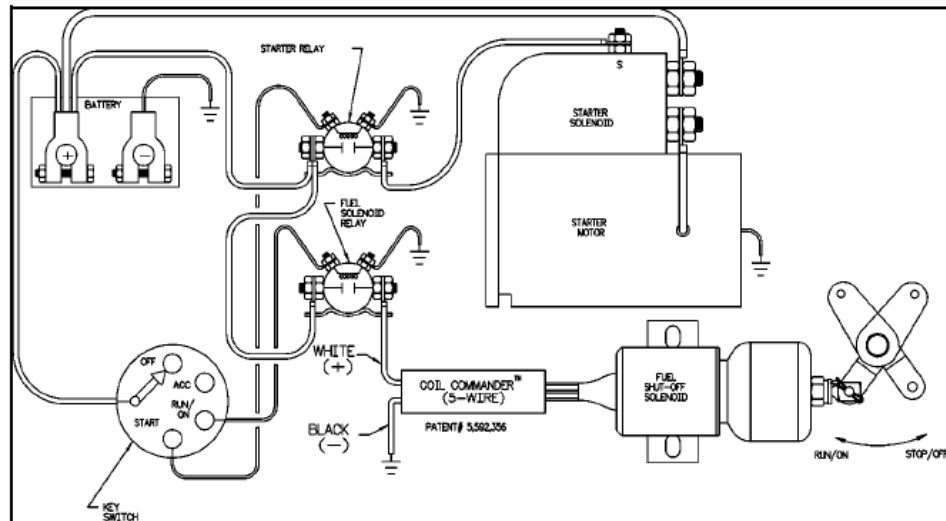 STARTER RELAY
BATTERY
+
-
S
STARTER
SOLENOID
FUEL
SOLENOID
RELAY
STARTER
MOTOR
OFF
ACC
RUN/
ON
START
KEY
SWITCH
WHITE
(+)
BLACK
(-)
COIL COMMANDER™
(5-WIRE)
PATENT# 5,592,356
FUEL
SHUT-OFF
SOLENOID
RUN/ON
STOP/OFF